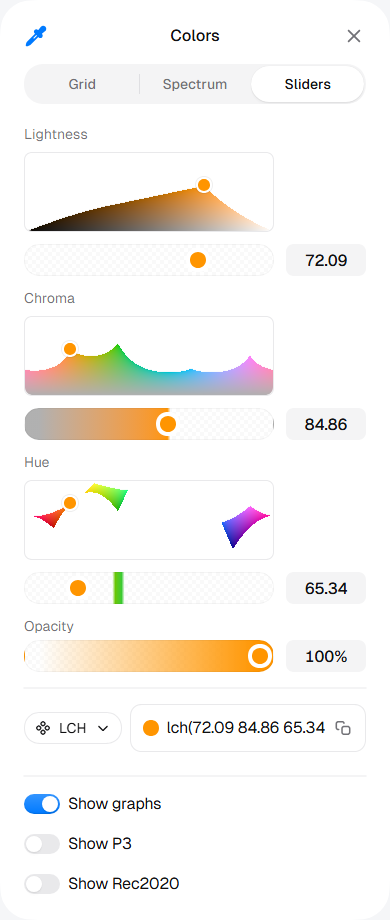 Colors
Grid Spectrum Sliders
Lightness
72.09
Chroma
84.86
Hue
65.34
Opacity
100%
LCH lch(72.09 84.86 65.34
Show graphs
Show P3
Show Rec2020